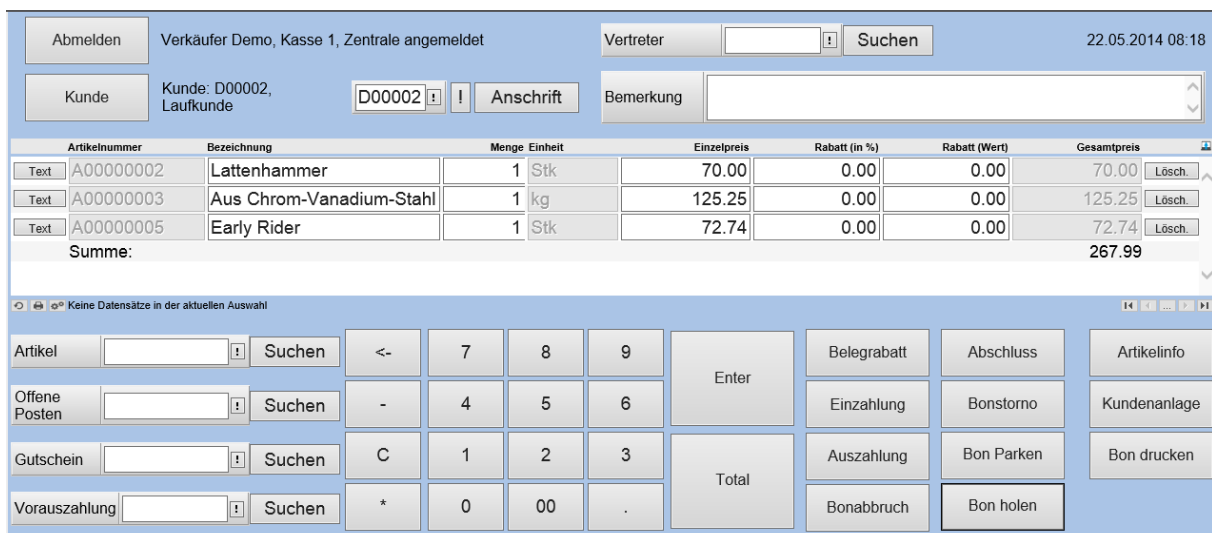 Abmelden Verkäufer Demo, Kasse 1, Zentrale angemeldet Vertreter ! Suchen 22.05.2014 08:18
Kunde Kunde: D00002, D00002 ! ! Anschrift Bemerkung
Laufkunde
Artikelnummer Bezeichnung Menge Einheit Einzelpreis Rabatt (in %) Rabatt (Wert) Gesamtpreis
Text A00000002 Lattenhammer 1 Stk 70.00 0.00 0.00 70.00 Lösch.
Text A00000003 Aus Chrom-Vanadium-Stahl 1 kg 125.25 0.00 0.00 125.25 Lösch.
Text A00000005 Early Rider 1 Stk 72.74 0.00 0.00 72.74 Lösch.
Summe: 267.99
Keine Datensätze in der aktuellen Auswahl ...
Artikel ! Suchen <- 7 8 9 Enter Belegrabatt Abschluss Artikelinfo
Offene Posten ! Suchen - 4 5 6 Einzahlung Bonstorno Kundenanlage
Gutschein ! Suchen C 1 2 3 Total Auszahlung Bon Parken Bon drucken
Vorauszahlung ! Suchen * 0 00 . Bonabbruch Bon holen